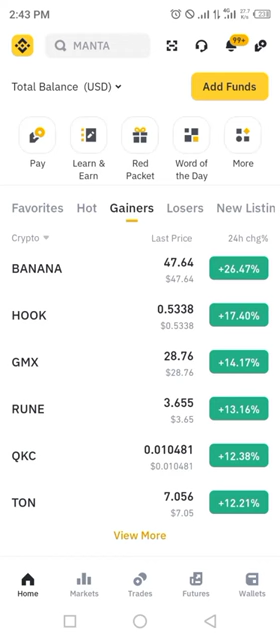 2:43 PM
4G
37.7
K/s
MANTA
99+
Total Balance (USD)
Add Funds
Pay
Learn &
Earn
Red
Packet
Word of
the Day
More
Favorites Hot Gainers Losers New Listin
Crypto Last Price 24h chg%
BANANA 47.64 +26.47%
$47.64
HOOK 0.5338 +17.40%
$0.5338
GMX 28.76 +14.17%
$28.76
RUNE 3.655 +13.16%
$3.65
QKC 0.010481 +12.38%
$0.010481
TON 7.056 +12.21%
$7.05
View More
Home Markets Trades Futures Wallets